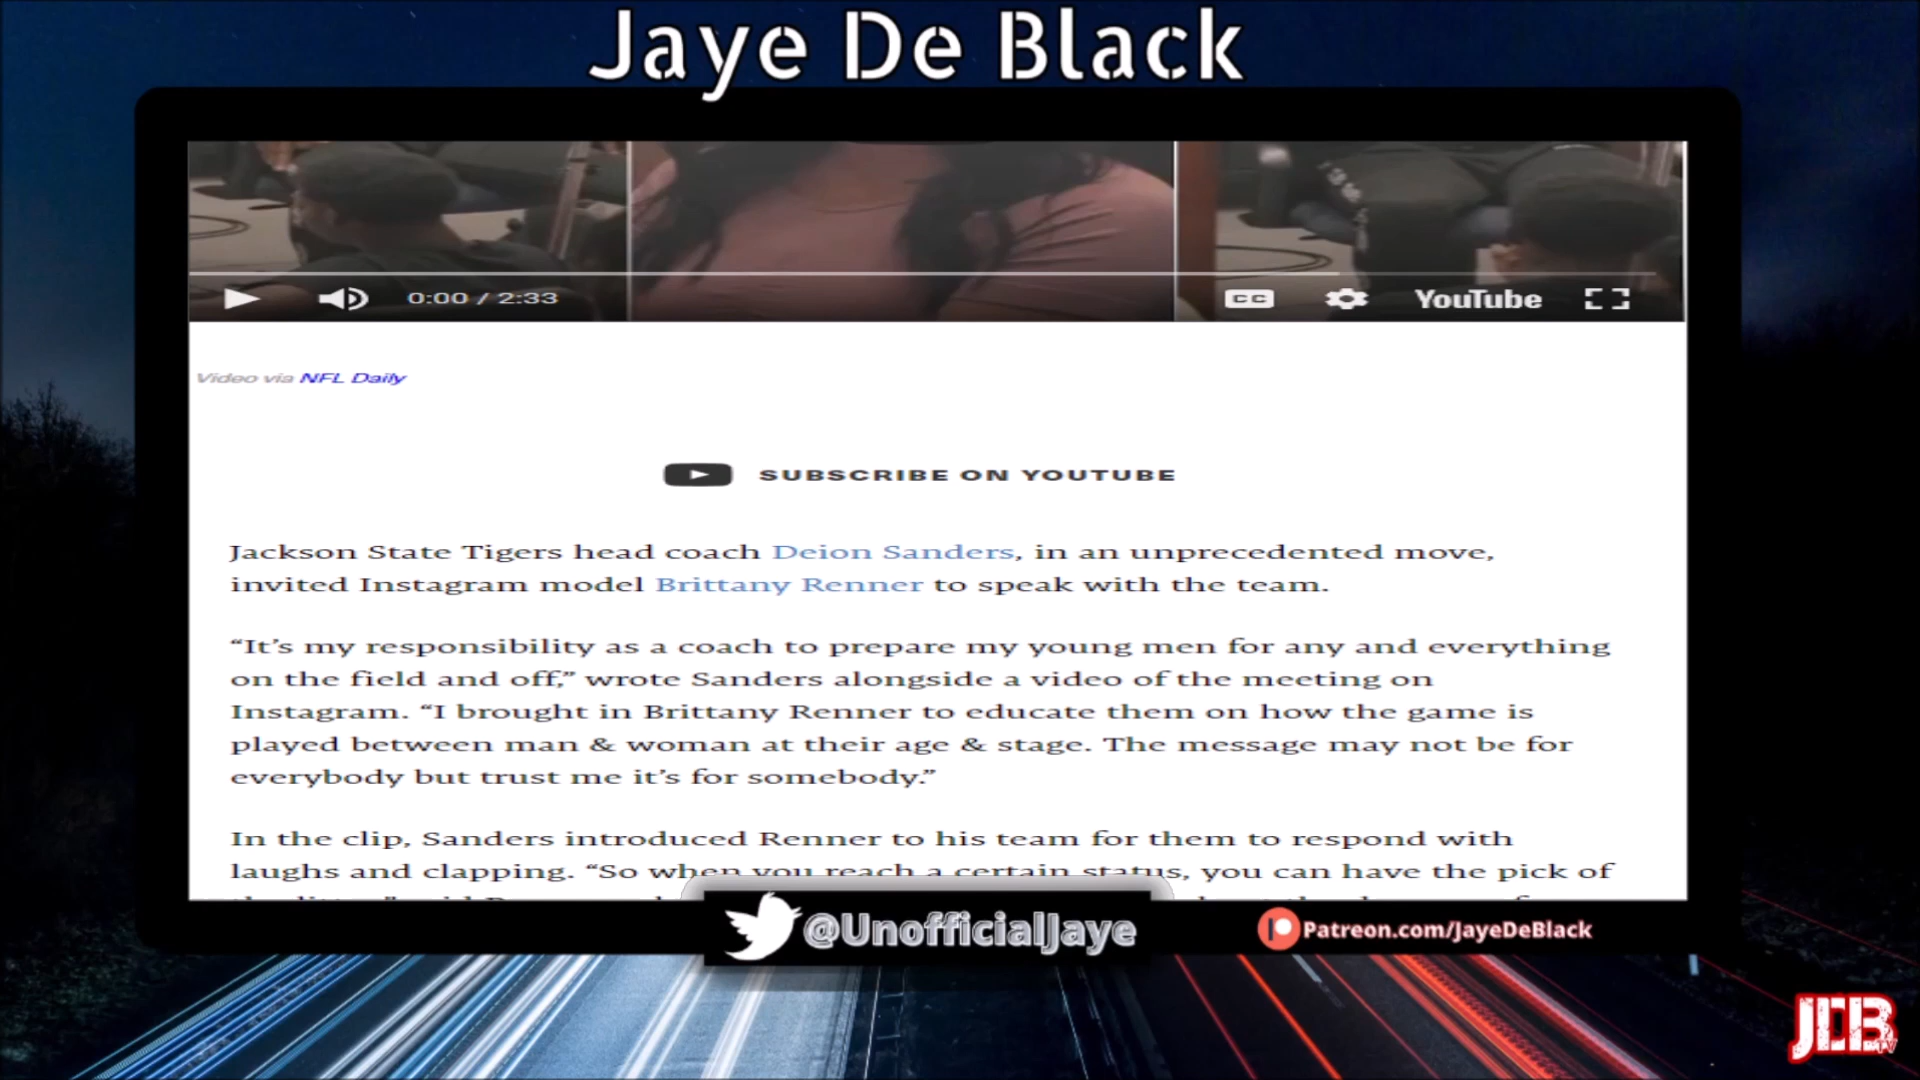 Jaye De Black
0:00 / 2:33
CC
YouTube
Video via NFL Daily
SUBSCRIBE ON YOUTUBE
Jackson State Tigers head coach Deion Sanders, in an unprecedented move,
invited Instagram model Brittany Renner to speak with the team.
“It’s my responsibility as a coach to prepare my young men for any and everything
on the field and off,” wrote Sanders alongside a video of the meeting on
Instagram. “I brought in Brittany Renner to educate them on how the game is
played between man & woman at their age & stage. The message may not be for
everybody but trust me it’s for somebody.”
In the clip, Sanders introduced Renner to his team for them to respond with
laughs and clapping. “So when you reach a certain status, you can have the pick of
@UnofficialJaye
Patreon.com/JayeDeBlack
JDB
TV